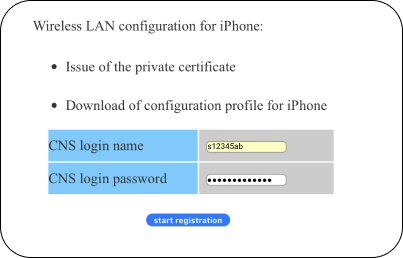 Wireless LAN configuration for iPhone:
Issue of the private certificate
Download of configuration profile for iPhone
CNS login name s12345ab
CNS login password •••••••••••••
start registration